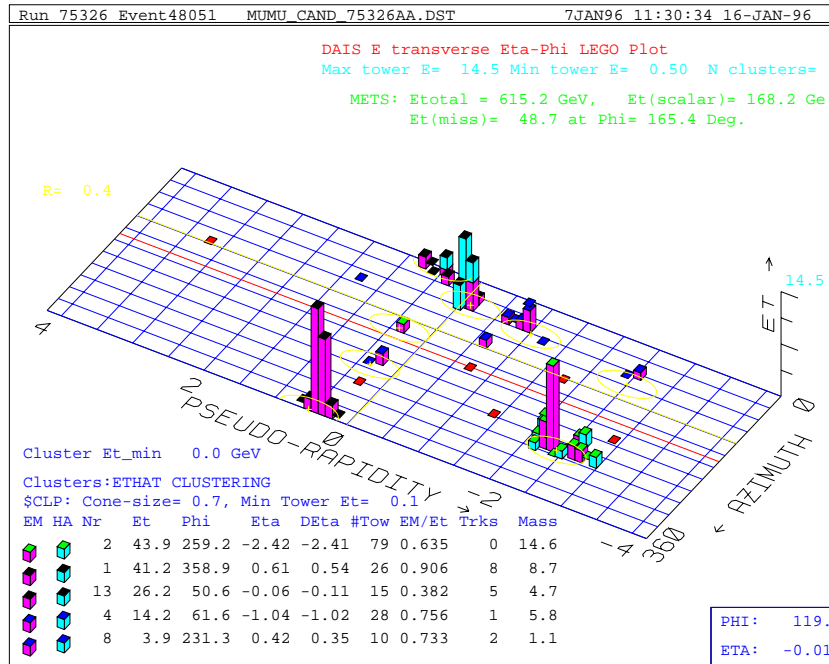 Run 75326 Event48051 MUMU_CAND_75326AA.DST 7JAN96 11:30:34 16-JAN-96
DAIS E transverse Eta-Phi LEGO Plot
Max tower E= 14.5 Min tower E= 0.50 N clusters=
METS: Etotal = 615.2 GeV, Et(scalar)= 168.2 Ge
Et(miss)= 48.7 at Phi= 165.4 Deg.
R= 0.4
14.5
ET →
4
2
PSEUDO-RAPIDITY →
0
-2
-4
0
← AZIMUTH
360
Cluster Et_min 0.0 GeV
Clusters:ETHAT CLUSTERING
$CLP: Cone-size= 0.7, Min Tower Et= 0.1
EM HA Nr Et Phi Eta DEta #Tow EM/Et Trks Mass
2 43.9 259.2 -2.42 -2.41 79 0.635 0 14.6
1 41.2 358.9 0.61 0.54 26 0.906 8 8.7
13 26.2 50.6 -0.06 -0.11 15 0.382 5 4.7
4 14.2 61.6 -1.04 -1.02 28 0.756 1 5.8
8 3.9 231.3 0.42 0.35 10 0.733 2 1.1
PHI: 119.
ETA: -0.01